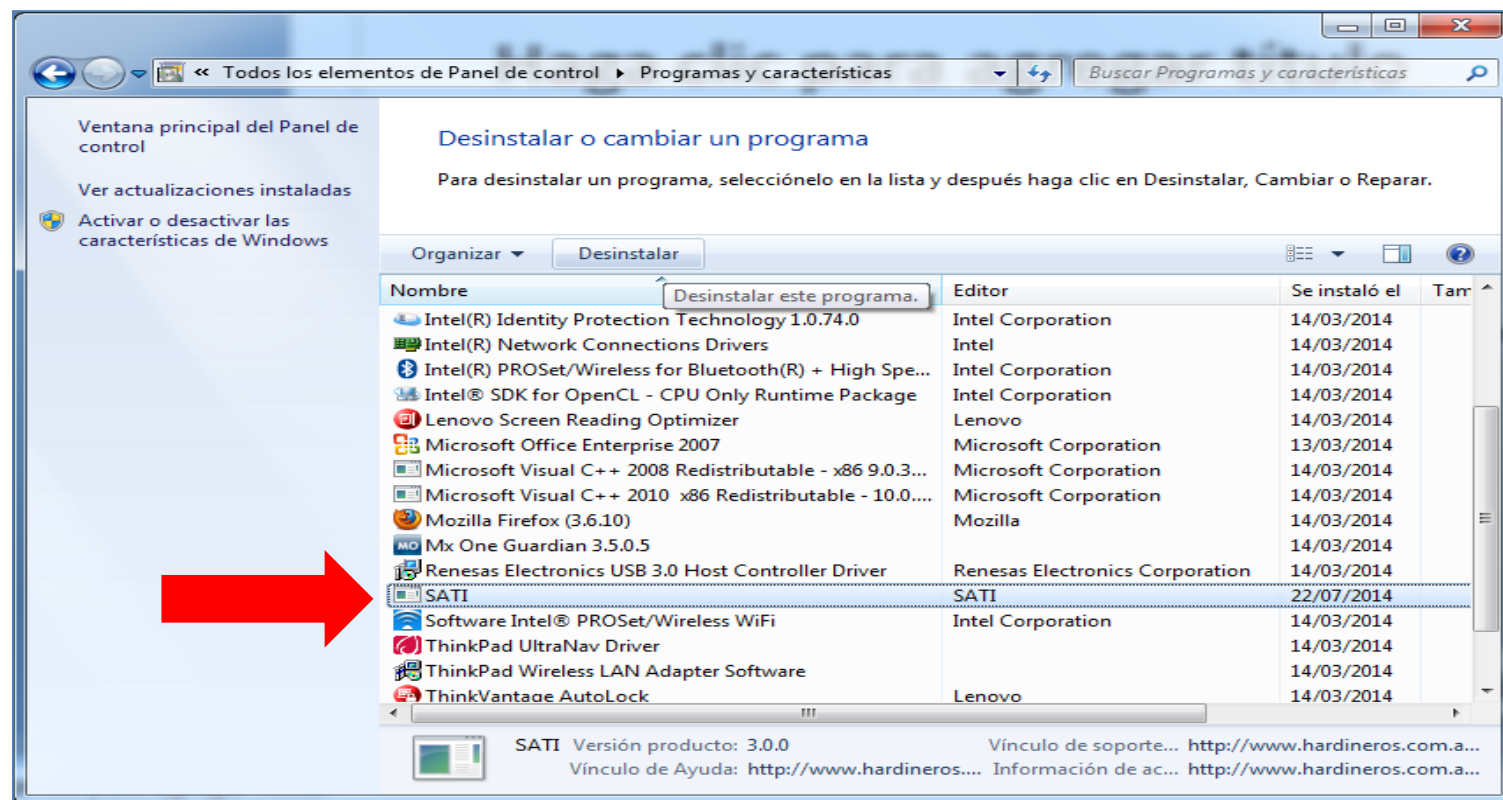 Haga clic para agregar título
« Todos los elementos de Panel de control ▸ Programas y características
Buscar Programas y características
Ventana principal del Panel de
control
Ver actualizaciones instaladas
Activar o desactivar las
características de Windows
Desinstalar o cambiar un programa
Para desinstalar un programa, selecciónelo en la lista y después haga clic en Desinstalar, Cambiar o Reparar.
Organizar Desinstalar
Nombre Editor Se instaló el Tam
Desinstalar este programa.
Intel(R) Identity Protection Technology 1.0.74.0 Intel Corporation 14/03/2014
Intel(R) Network Connections Drivers Intel 14/03/2014
Intel(R) PROSet/Wireless for Bluetooth(R) + High Spe... Intel Corporation 14/03/2014
Intel® SDK for OpenCL - CPU Only Runtime Package Intel Corporation 14/03/2014
Lenovo Screen Reading Optimizer Lenovo 14/03/2014
Microsoft Office Enterprise 2007 Microsoft Corporation 13/03/2014
Microsoft Visual C++ 2008 Redistributable - x86 9.0.3... Microsoft Corporation 14/03/2014
Microsoft Visual C++ 2010 x86 Redistributable - 10.0.... Microsoft Corporation 14/03/2014
Mozilla Firefox (3.6.10) Mozilla 14/03/2014
MO Mx One Guardian 3.5.0.5 14/03/2014
Renesas Electronics USB 3.0 Host Controller Driver Renesas Electronics Corporation 14/03/2014
SATI SATI 22/07/2014
Software Intel® PROSet/Wireless WiFi Intel Corporation 14/03/2014
ThinkPad UltraNav Driver 14/03/2014
ThinkPad Wireless LAN Adapter Software 14/03/2014
ThinkVantage AutoLock Lenovo 14/03/2014
SATI Versión producto: 3.0.0 Vínculo de soporte... http://www.hardineros.com.a...
Vínculo de Ayuda: http://www.hardineros.... Información de ac... http://www.hardineros.com.a...